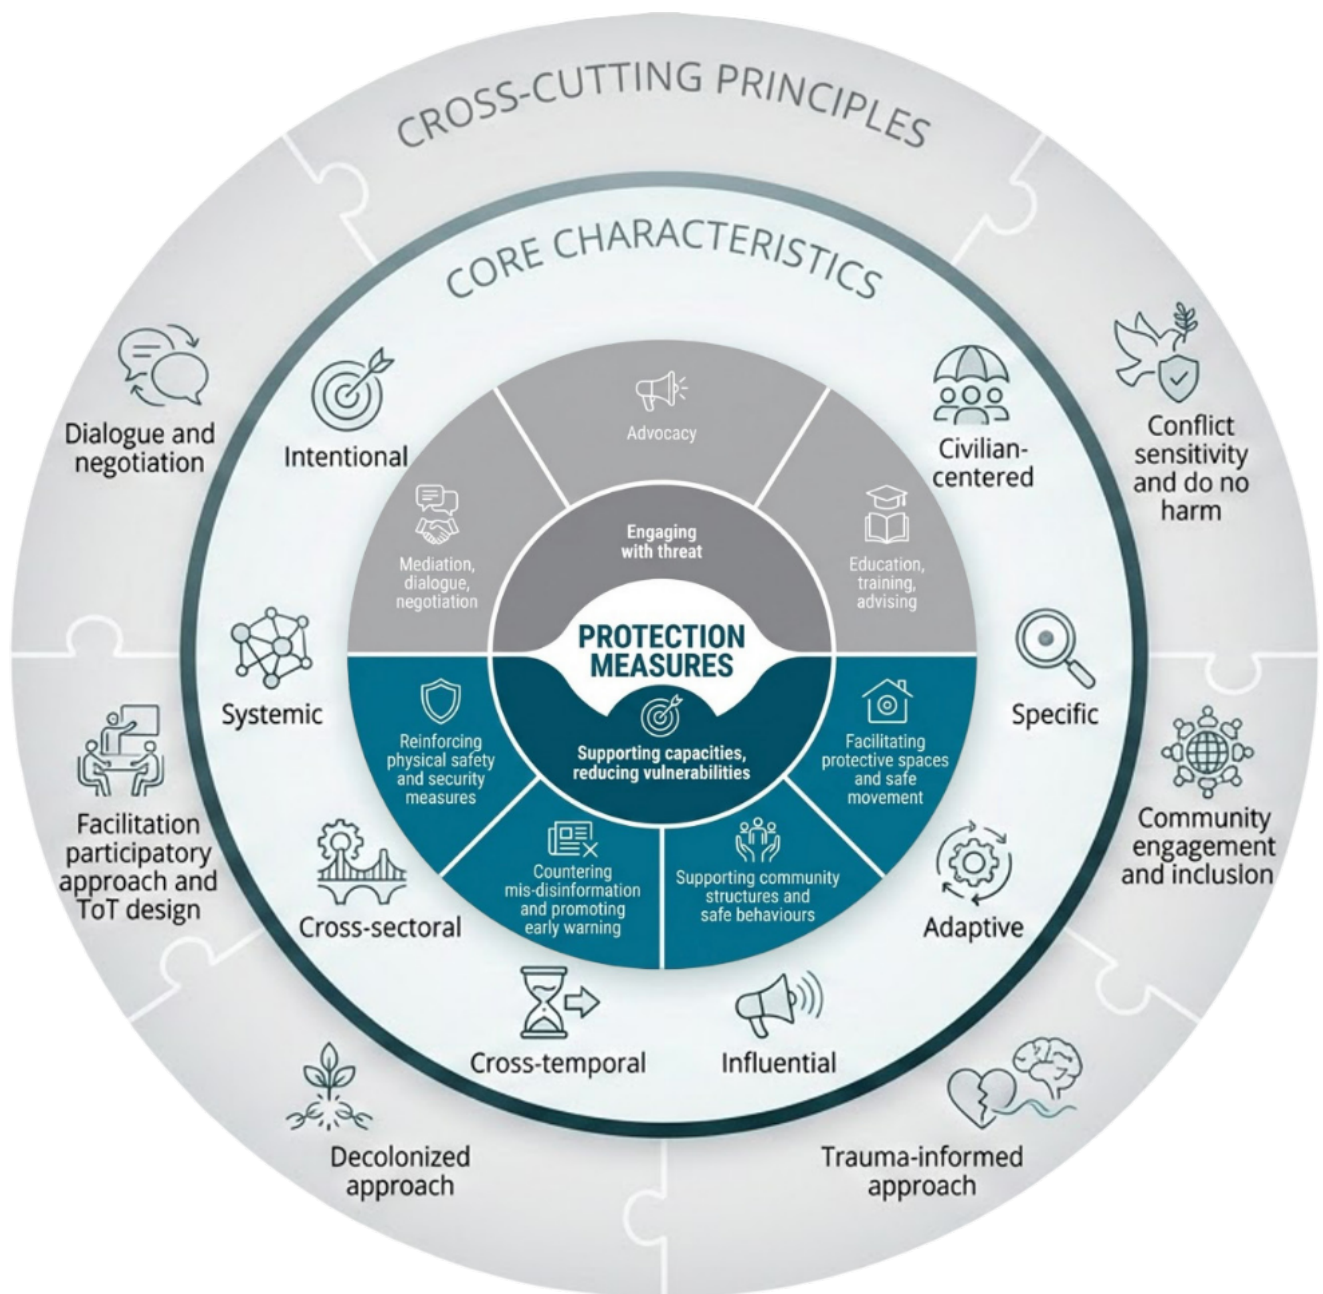 CROSS-CUTTING PRINCIPLES
CORE CHARACTERISTICS
Dialogue and
negotiation
Conflict
sensitivity
and do no
harm
Community
engagement
and inclusion
Trauma-informed
approach
Decolonized
approach
Facilitation
participatory
approach and
ToT design
Intentional
Civilian-
centered
Specific
Adaptive
Influential
Cross-temporal
Cross-sectoral
Systemic
Advocacy
Education,
training,
advising
Facilitating
protective spaces
and safe
movement
Supporting community
structures and
safe behaviours
Countering
mis-disinformation
and promoting
early warning
Reinforcing
physical safety
and security
measures
Mediation,
dialogue,
negotiation
Engaging
with threat
PROTECTION
MEASURES
Supporting capacities,
reducing vulnerabilities